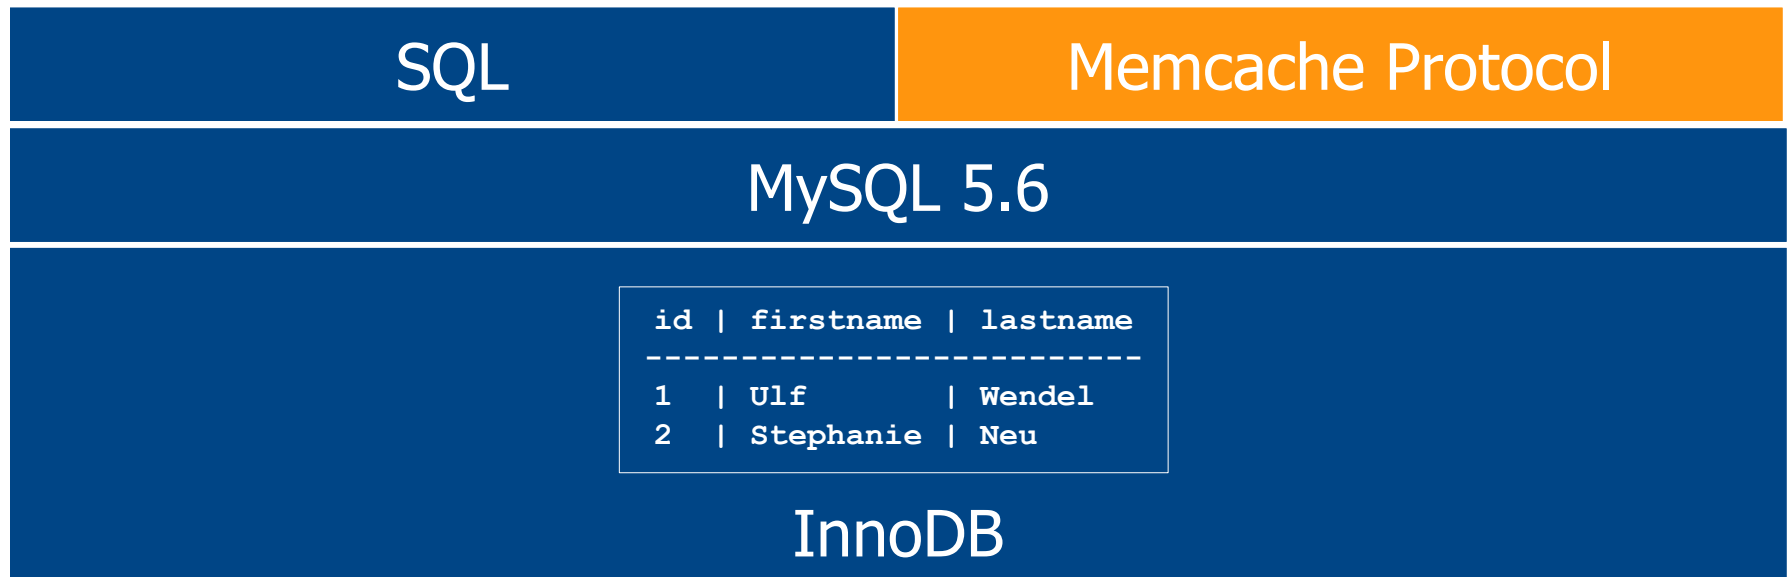 SQL
Memcache Protocol
MySQL 5.6
id | firstname | lastname
--------------------------
1 | Ulf | Wendel
2 | Stephanie | Neu
InnoDB